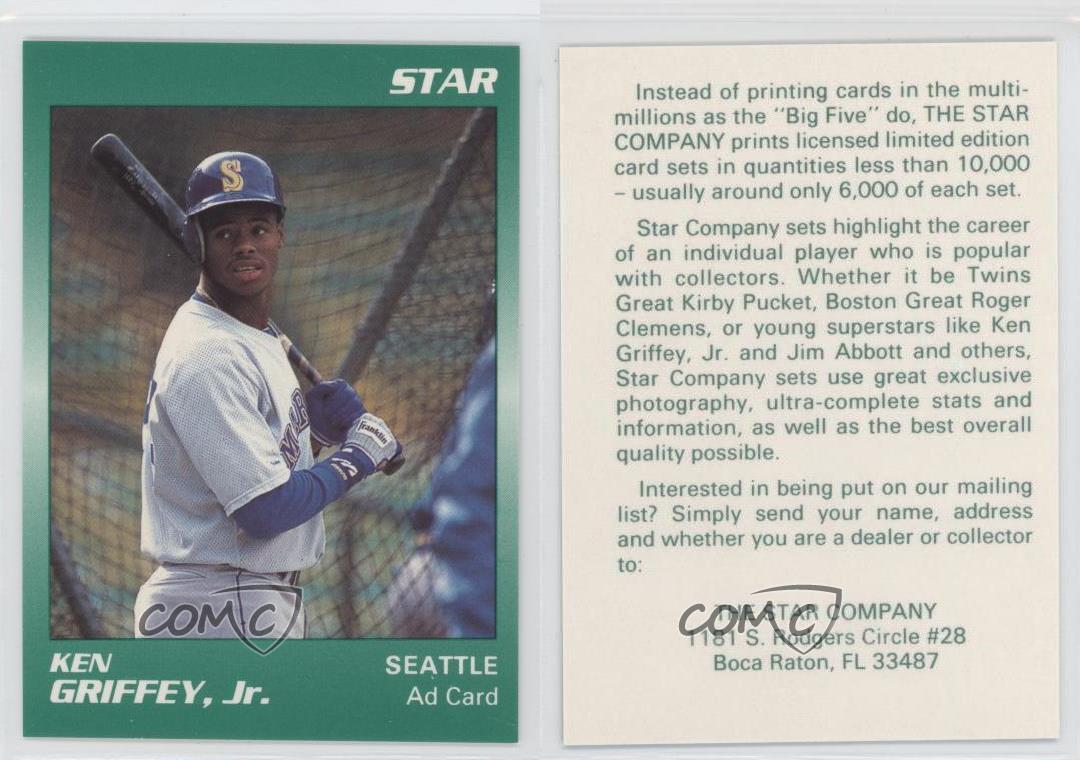 STAR
S
MAR
Franklin
KEN
GRIFFEY, Jr.
SEATTLE
Ad Card
COMC
Instead of printing cards in the multi-
millions as the "Big Five" do, THE STAR
COMPANY prints licensed limited edition
card sets in quantities less than 10,000
– usually around only 6,000 of each set.
Star Company sets highlight the career
of an individual player who is popular
with collectors. Whether it be Twins
Great Kirby Pucket, Boston Great Roger
Clemens, or young superstars like Ken
Griffey, Jr. and Jim Abbott and others,
Star Company sets use great exclusive
photography, ultra-complete stats and
information, as well as the best overall
quality possible.
Interested in being put on our mailing
list? Simply send your name, address
and whether you are a dealer or collector
to:
THE STAR COMPANY
1181 S. Rodgers Circle #28
Boca Raton, FL 33487
COMC